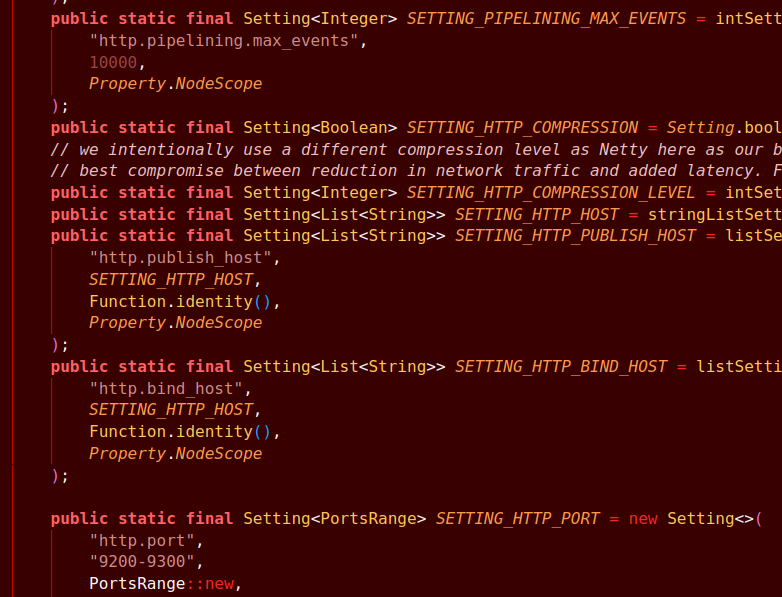 );
public static final Setting<Integer> SETTING_PIPELINING_MAX_EVENTS = intSett
"http.pipelining.max_events",
10000,
Property.NodeScope
);
public static final Setting<Boolean> SETTING_HTTP_COMPRESSION = Setting.bool
// we intentionally use a different compression level as Netty here as our b
// best compromise between reduction in network traffic and added latency. F
public static final Setting<Integer> SETTING_HTTP_COMPRESSION_LEVEL = intSet
public static final Setting<List<String>> SETTING_HTTP_HOST = stringListSett
public static final Setting<List<String>> SETTING_HTTP_PUBLISH_HOST = listSe
"http.publish_host",
SETTING_HTTP_HOST,
Function.identity(),
Property.NodeScope
);
public static final Setting<List<String>> SETTING_HTTP_BIND_HOST = listSetti
"http.bind_host",
SETTING_HTTP_HOST,
Function.identity(),
Property.NodeScope
);
public static final Setting<PortsRange> SETTING_HTTP_PORT = new Setting<>(
"http.port",
"9200-9300",
PortsRange::new,